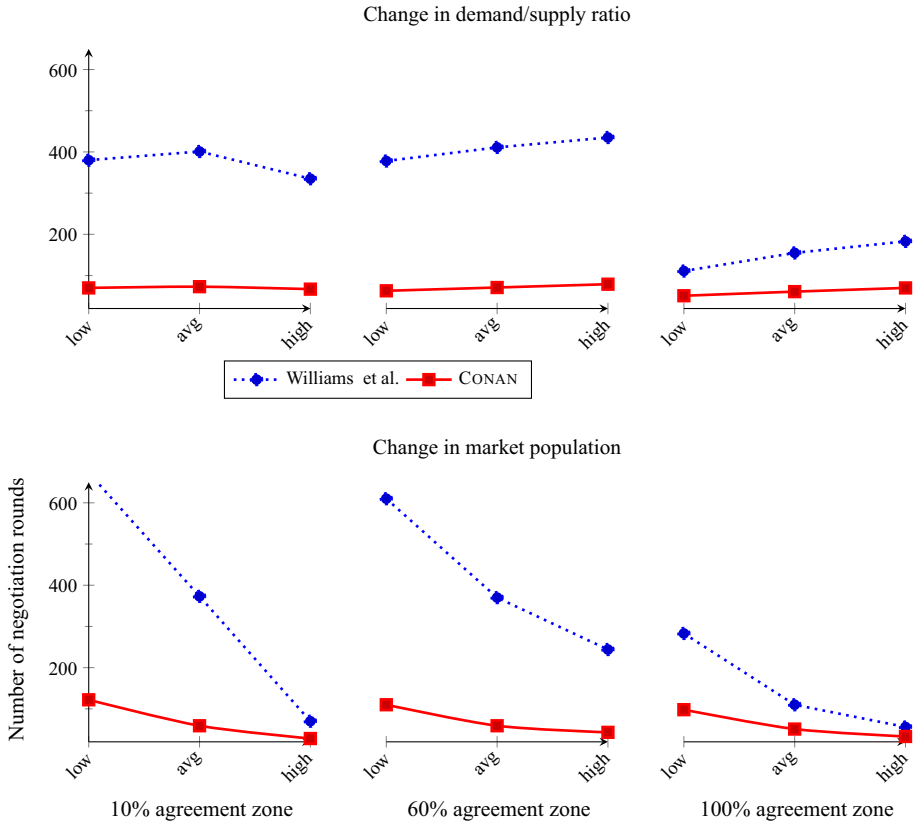 Change in demand/supply ratio
600
400
200
low avg high low avg high low avg high
Williams et al. CONAN
Change in market population
Number of negotiation rounds
600
400
200
low avg high low avg high low avg high
10% agreement zone 60% agreement zone 100% agreement zone